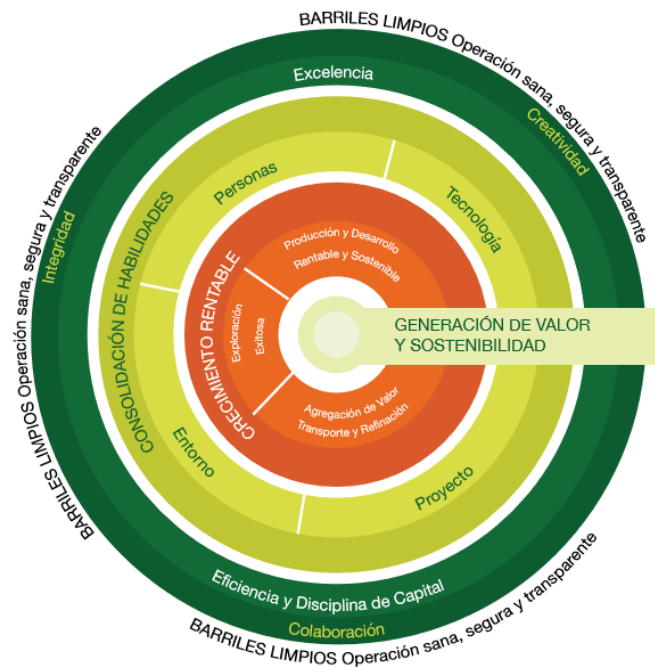 BARRILES LIMPIOS Operación sana, segura y transparente
Excelencia
Creatividad
BARRILES LIMPIOS Operación sana, segura y transparente
Integridad
Personas
Tecnología
CONSOLIDACIÓN DE HABILIDADES
CRECIMIENTO RENTABLE
Producción y Desarrollo
Rentable y Sostenible
Exploración
Exitosa
GENERACIÓN DE VALOR
Y SOSTENIBILIDAD
Agregación de Valor
Transporte y Refinación
Entorno
Proyecto
Eficiencia y Disciplina de Capital
Colaboración
BARRILES LIMPIOS Operación sana, segura y transparente